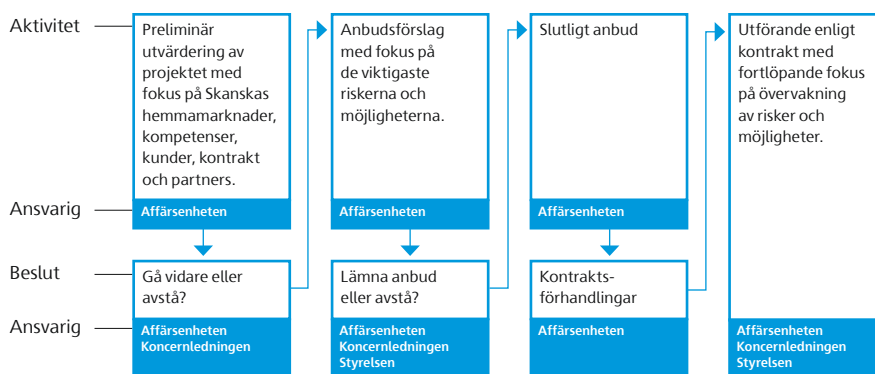 Aktivitet
Preliminär
utvärdering av
projektet med
fokus på Skanskas
hemmamarknader,
kompetenser,
kunder, kontrakt
och partners.
Anbudsförslag
med fokus på
de viktigaste
riskerna och
möjligheterna.
Slutligt anbud
Utförande enligt
kontrakt med
fortlöpande fokus
på övervakning
av risker och
möjligheter.
Ansvarig
Affärsenheten
Affärsenheten
Affärsenheten
Beslut
Gå vidare eller
avstå?
Lämna anbud
eller avstå?
Kontrakts-
förhandlingar
Ansvarig
Affärsenheten
Koncernledningen
Affärsenheten
Koncernledningen
Styrelsen
Affärsenheten
Affärsenheten
Koncernledningen
Styrelsen